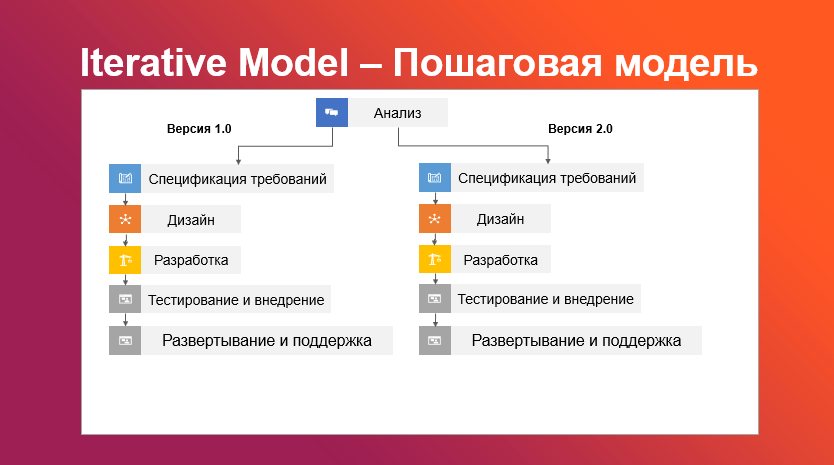 Iterative Model – Пошаговая модель
Анализ
Версия 1.0
Версия 2.0
Спецификация требований
Дизайн
Разработка
Тестирование и внедрение
Развертывание и поддержка
Спецификация требований
Дизайн
Разработка
Тестирование и внедрение
Развертывание и поддержка